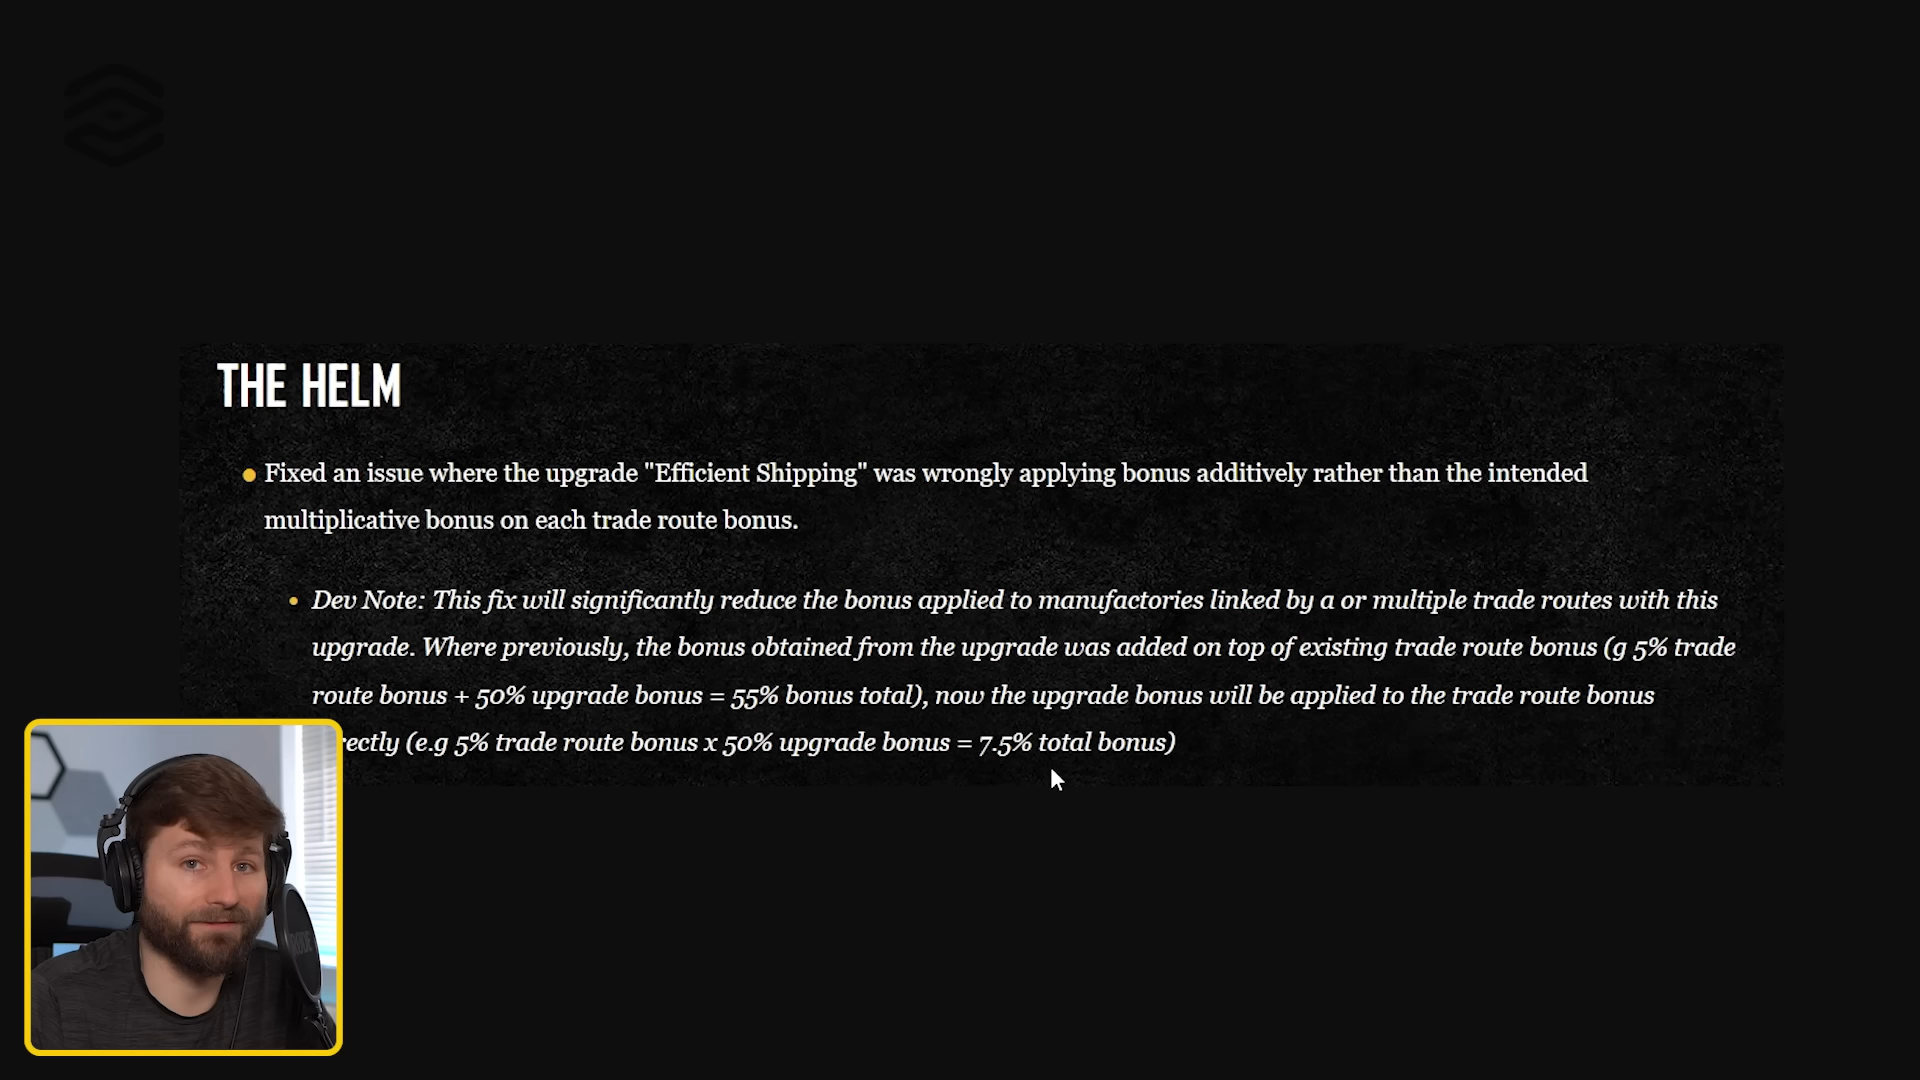 THE HELM
Fixed an issue where the upgrade "Efficient Shipping" was wrongly applying bonus additively rather than the intended
multiplicative bonus on each trade route bonus.
Dev Note: This fix will significantly reduce the bonus applied to manufactories linked by a or multiple trade routes with this
upgrade. Where previously, the bonus obtained from the upgrade was added on top of existing trade route bonus (g 5% trade
route bonus + 50% upgrade bonus = 55% bonus total), now the upgrade bonus will be applied to the trade route bonus
rectly (e.g 5% trade route bonus x 50% upgrade bonus = 7.5% total bonus)